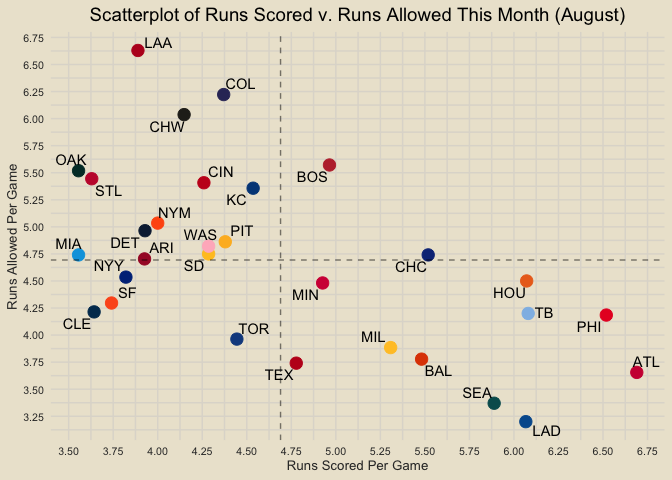 Scatterplot of Runs Scored v. Runs Allowed This Month (August)
6.75
LAA
6.50
COL
6.25
6.00
CHW
5.75
BOS
OAK
5.50
CIN
STL
KC
5.25
NYM
5.00
WAS
PIT
DET
ARI
MIA
4.75
SD
CHC
NYY
4.50
SF
MIN
HOU
4.25
TB
CLE
PHI
4.00
TOR
MIL
3.75
TEX
BAL
ATL
3.50
SEA
3.25
LAD
Runs Allowed Per Game
3.50 3.75 4.00 4.25 4.50 4.75 5.00 5.25 5.50 5.75 6.00 6.25 6.50 6.75
Runs Scored Per Game